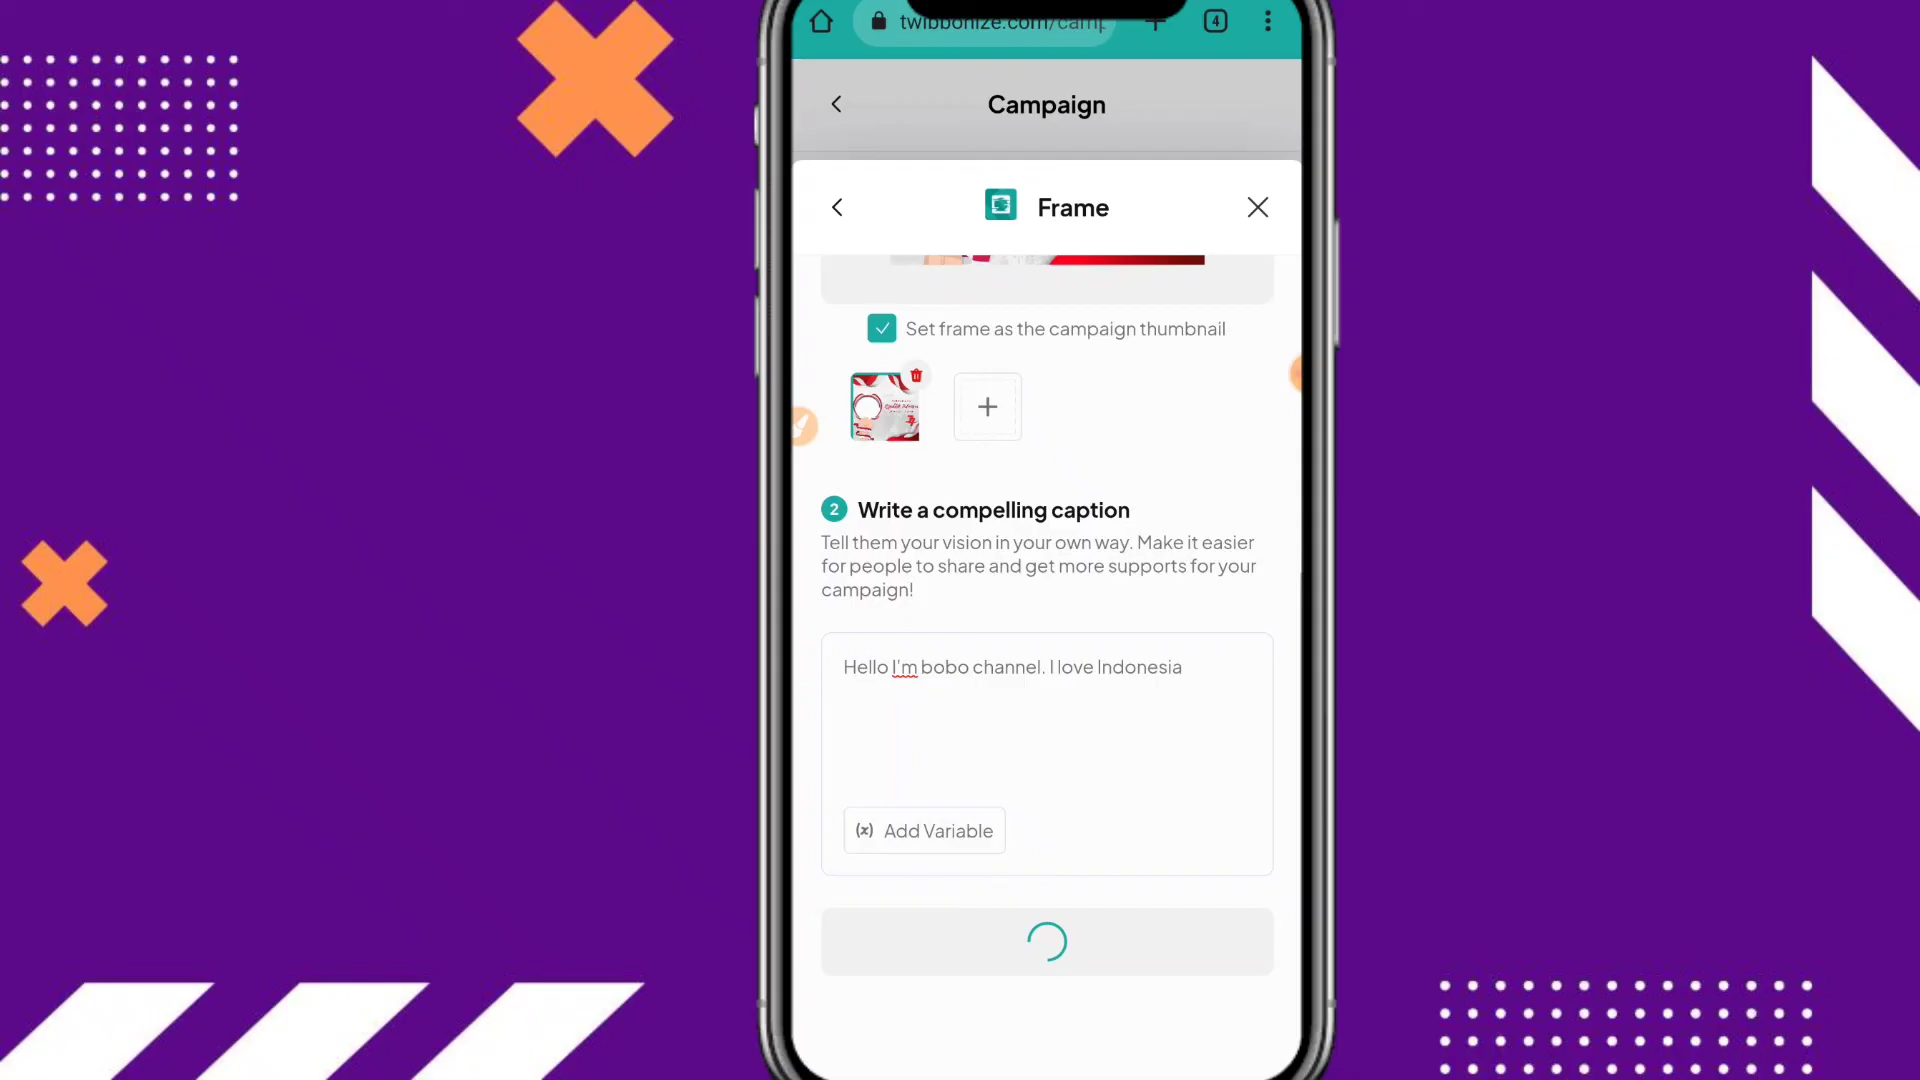 twibbonize.com/camp
4
Campaign
Frame
Set frame as the campaign thumbnail
2 Write a compelling caption
Tell them your vision in your own way. Make it easier
for people to share and get more supports for your
campaign!
Hello I'm bobo channel. I love Indonesia
(x) Add Variable